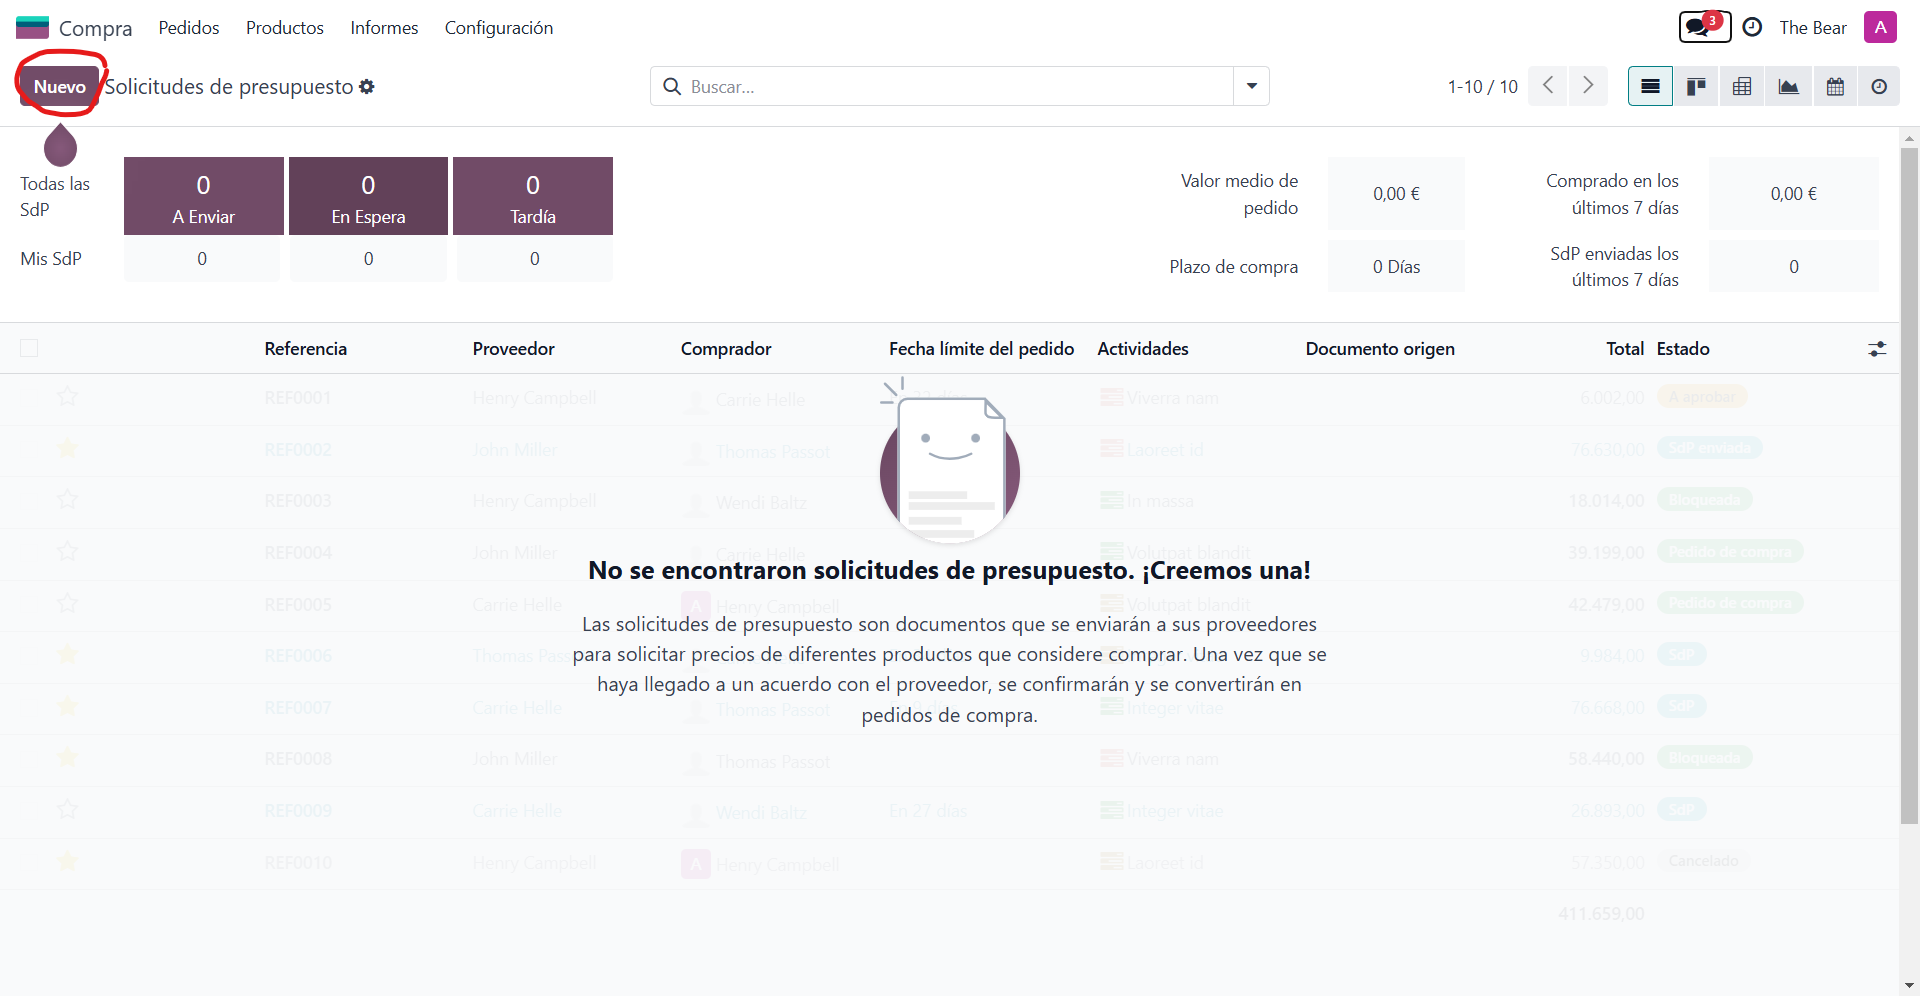 Compra Pedidos Productos Informes Configuración 3 The Bear A
Nuevo Solicitudes de presupuesto Buscar... 1-10 / 10
Todas las SdP
0 A Enviar
0 En Espera
0 Tardía
Mis SdP 0 0 0
Valor medio de pedido 0,00 €
Comprado en los últimos 7 días 0,00 €
Plazo de compra 0 Días
SdP enviadas los últimos 7 días 0
Referencia Proveedor Comprador Fecha límite del pedido Actividades Documento origen Total Estado
REF0001 Henry Campbell Carrie Helle Viverra nam 6.002,00 A aprobar
REF0002 John Miller Thomas Passot Laoreet id 76.630,00 SdP enviada
REF0003 Henry Campbell Wendi Baltz In massa 18.014,00 Bloqueada
REF0004 John Miller Carrie Helle Volutpat blandit 39.199,00 Pedido de compra
No se encontraron solicitudes de presupuesto. ¡Creemos una!
REF0005 Carrie Helle A Henry Campbell Volutpat blandit 42.479,00 Pedido de compra
Las solicitudes de presupuesto son documentos que se enviarán a sus proveedores
para solicitar precios de diferentes productos que considere comprar. Una vez que se
haya llegado a un acuerdo con el proveedor, se confirmarán y se convertirán en
pedidos de compra.
REF0006 Thomas 9.984,00 SdP
REF0007 Carrie Helle Thomas Passot Integer vitae 76.668,00 SdP
REF0008 John Miller Thomas Passot Viverra nam 58.440,00 Bloqueada
REF0009 Carrie Helle Wendi Baltz En 27 días Integer vitae 26.893,00 SdP
REF0010 Henry Campbell A Henry Campbell Laoreet id 57.350,00 Cancelado
411.659,00